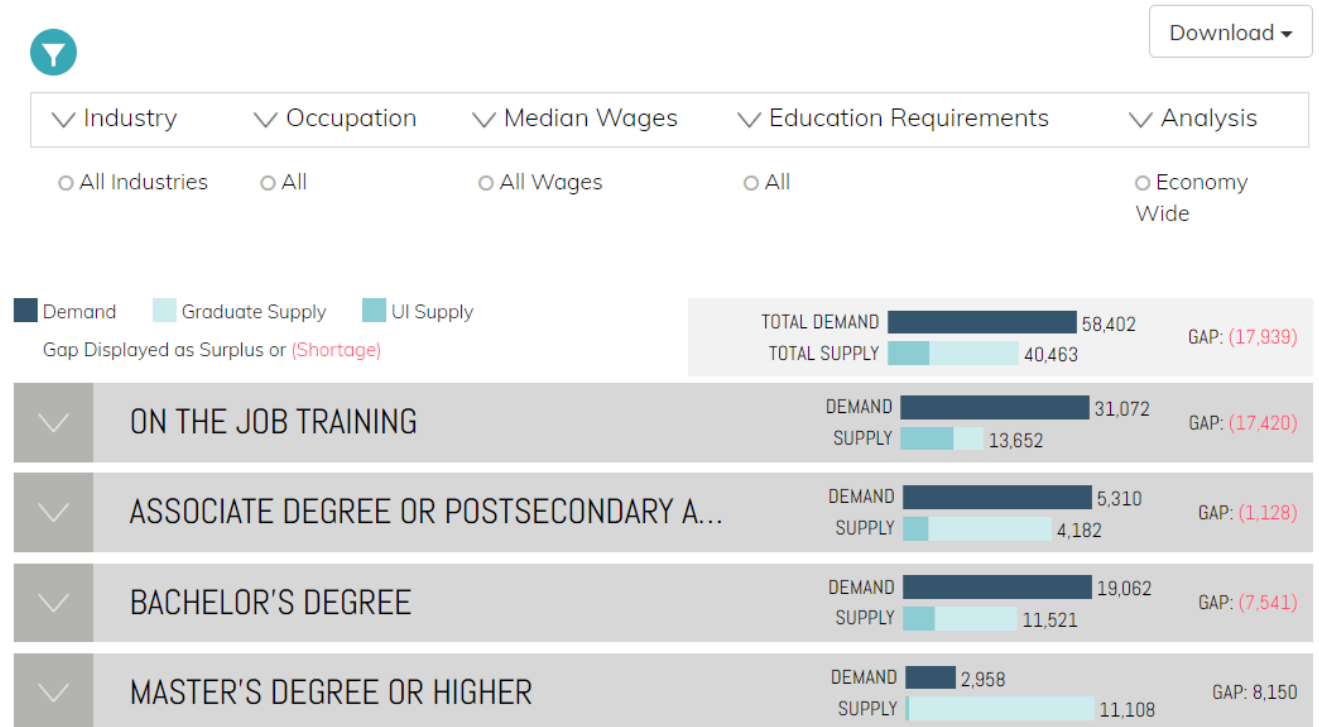 Download
Industry Occupation Median Wages Education Requirements Analysis
All Industries All All Wages All Economy
Wide
Demand Graduate Supply UI Supply
Gap Displayed as Surplus or (Shortage)
TOTAL DEMAND 58,402
TOTAL SUPPLY 40,463
GAP: (17,939)
ON THE JOB TRAINING
DEMAND 31,072
SUPPLY 13,652
GAP: (17,420)
ASSOCIATE DEGREE OR POSTSECONDARY A...
DEMAND 5,310
SUPPLY 4,182
GAP: (1,128)
BACHELOR'S DEGREE
DEMAND 19,062
SUPPLY 11,521
GAP: (7,541)
MASTER'S DEGREE OR HIGHER
DEMAND 2,958
SUPPLY 11,108
GAP: 8,150